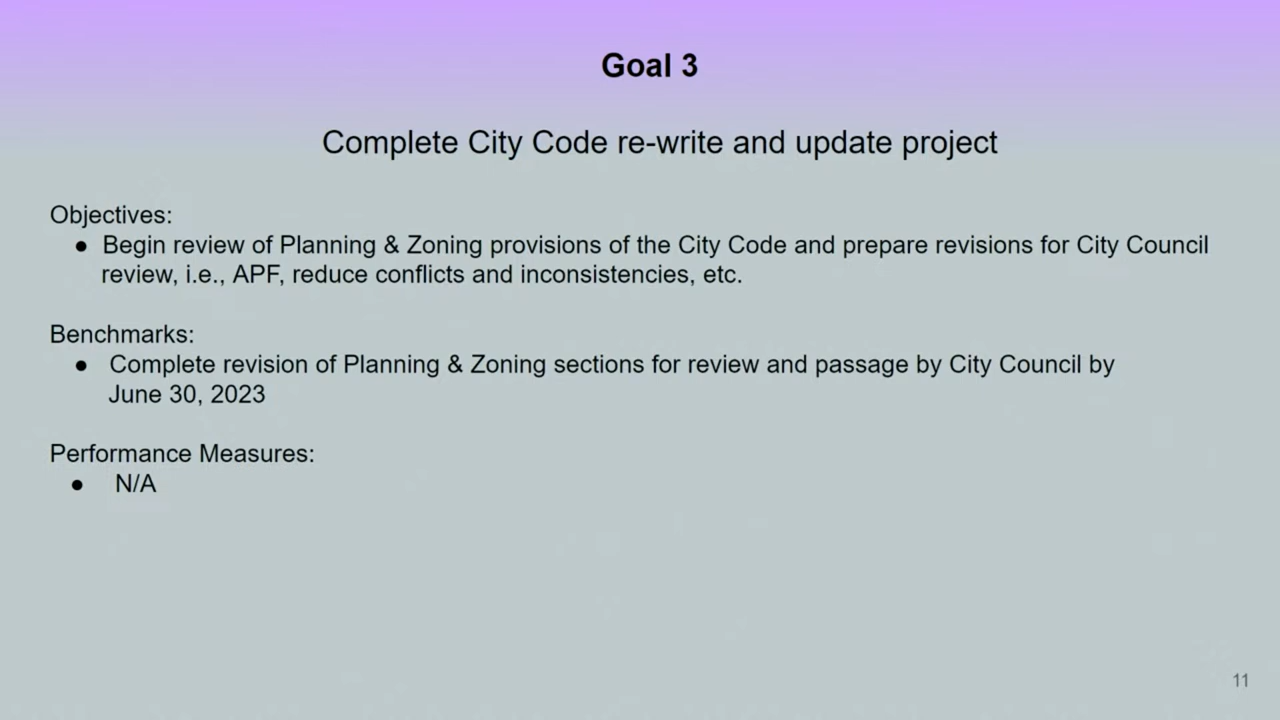 Goal 3
Complete City Code re-write and update project
Objectives:
● Begin review of Planning & Zoning provisions of the City Code and prepare revisions for City Council
review, i.e., APF, reduce conflicts and inconsistencies, etc.
Benchmarks:
● Complete revision of Planning & Zoning sections for review and passage by City Council by
June 30, 2023
Performance Measures:
● N/A
11